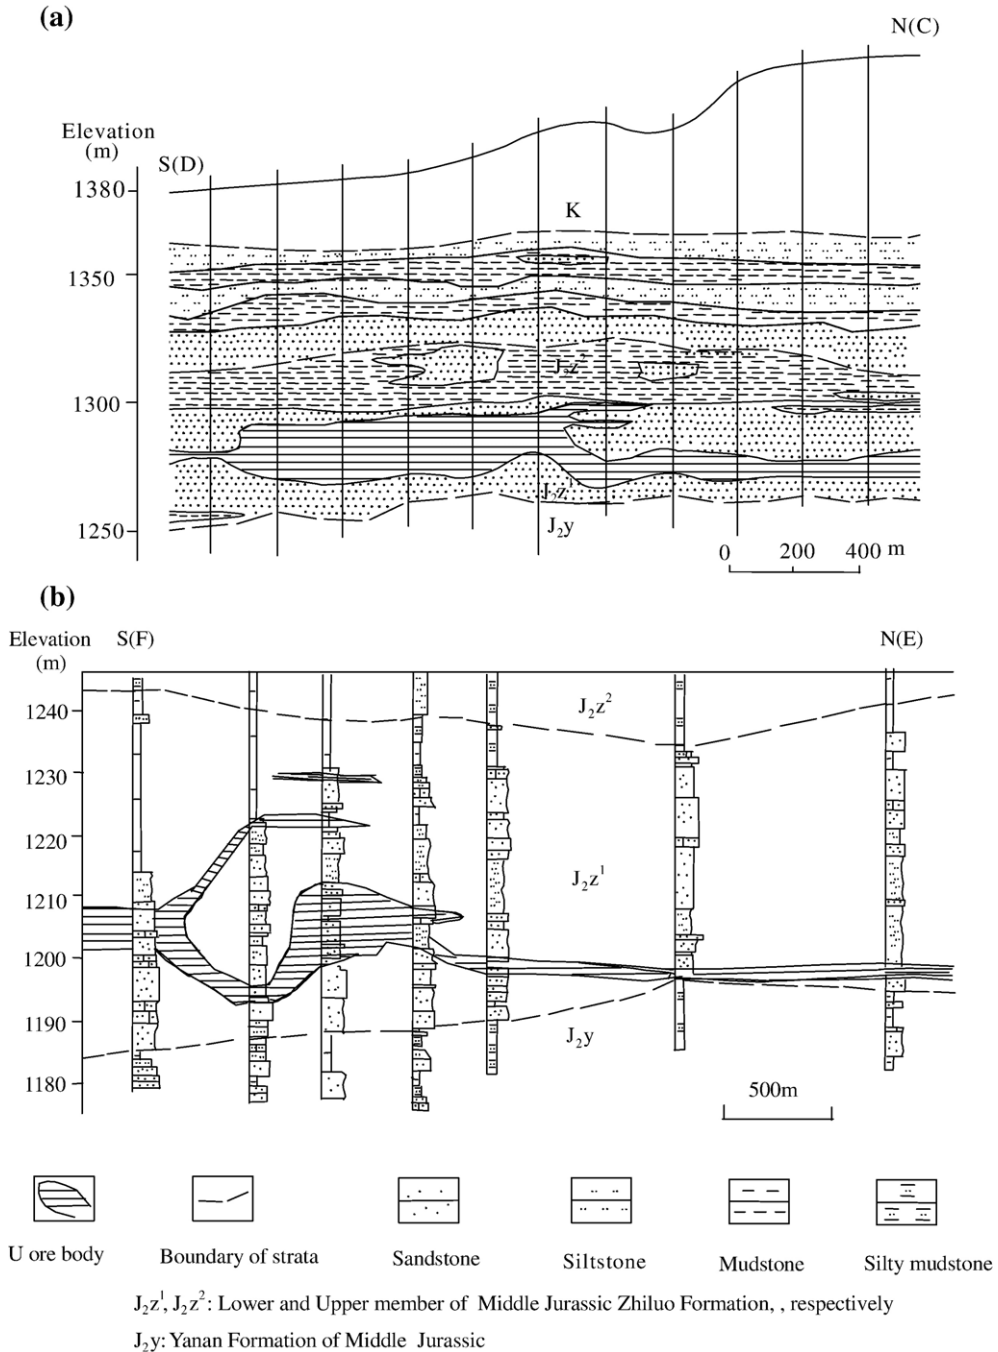 (a)
N(C)
Elevation
(m)
S(D)
1380
K
1350
J₂z²
1300
J₂z¹
J₂y
1250
0 200 400 m
(b)
Elevation
(m)
S(F)
N(E)
1240
J₂z²
1230
1220
1210
J₂z¹
1200
1190
J₂y
1180
500m
U ore body
Boundary of strata
Sandstone
Siltstone
Mudstone
Silty mudstone
J₂z¹, J₂z²: Lower and Upper member of Middle Jurassic Zhiluo Formation, , respectively
J₂y: Yanan Formation of Middle Jurassic